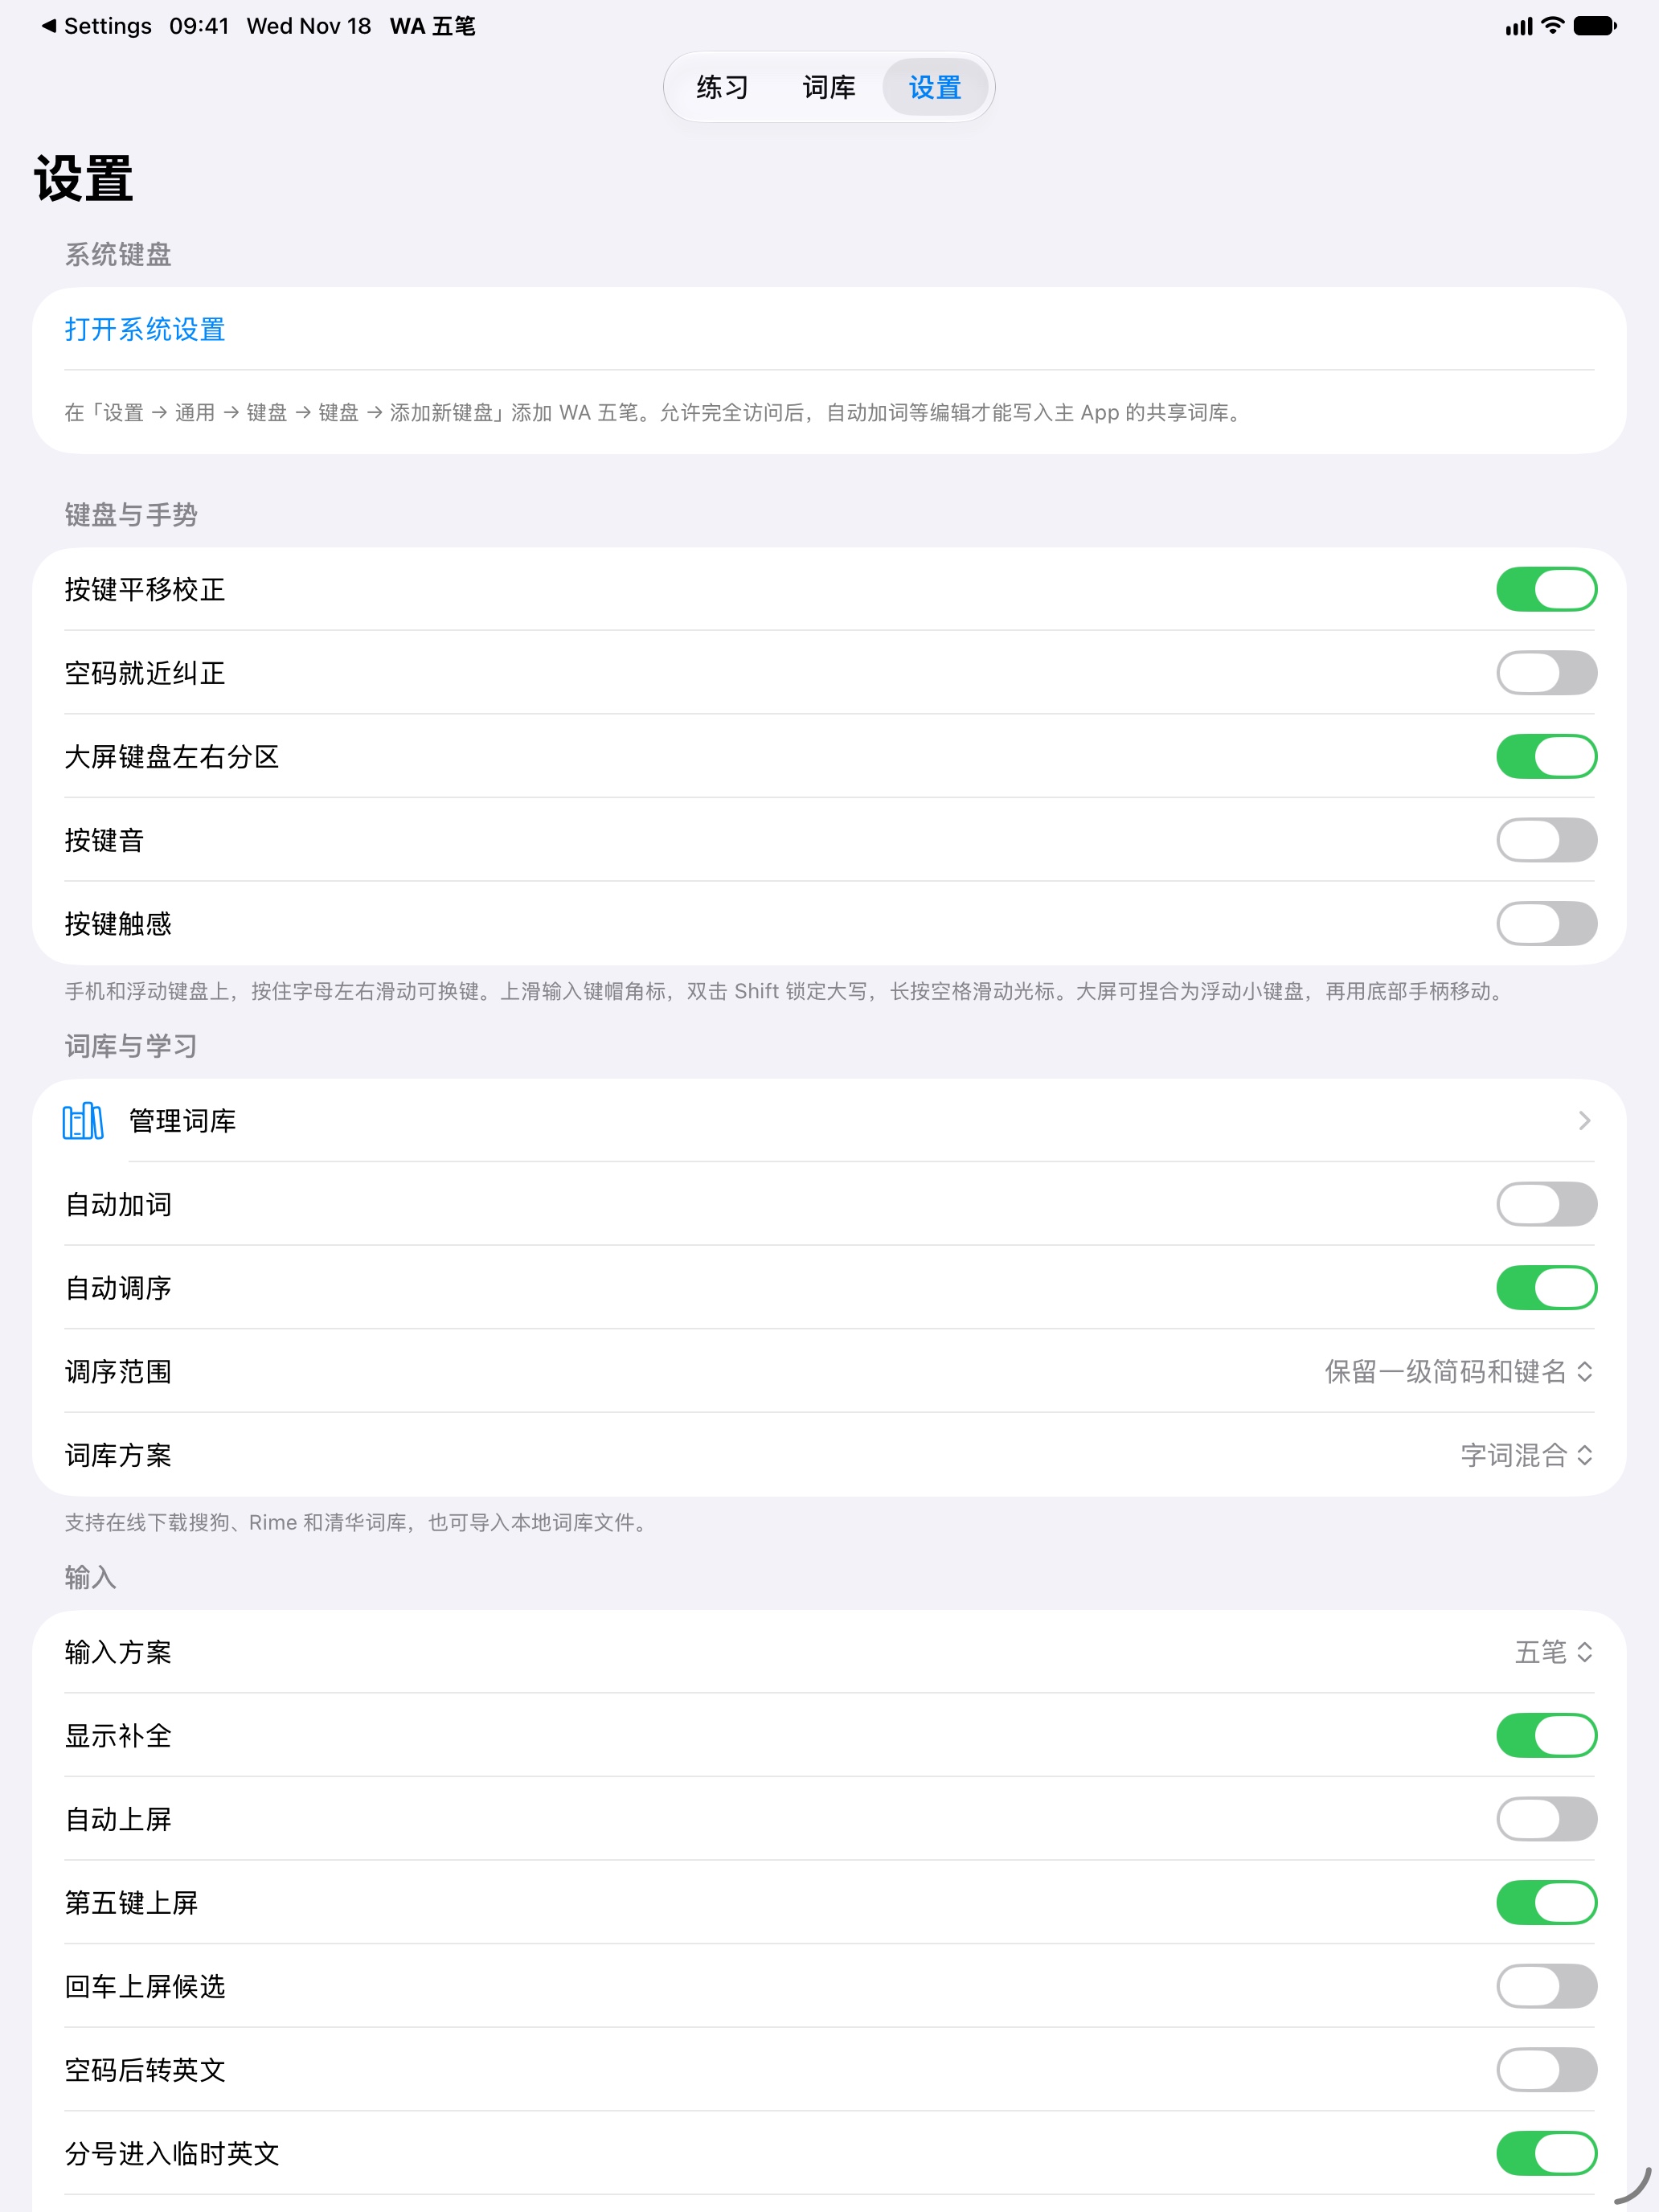 ◀ Settings 09:41 Wed Nov 18 WA 五笔
练习 词库 设置
设置
系统键盘
打开系统设置
在「设置 → 通用 → 键盘 → 键盘 → 添加新键盘」添加 WA 五笔。允许完全访问后，自动加词等编辑才能写入主 App 的共享词库。
键盘与手势
按键平移校正
空码就近纠正
大屏键盘左右分区
按键音
按键触感
手机和浮动键盘上，按住字母左右滑动可换键。上滑输入键帽角标，双击 Shift 锁定大写，长按空格滑动光标。大屏可捏合为浮动小键盘，再用底部手柄移动。
词库与学习
管理词库
自动加词
自动调序
调序范围 保留一级简码和键名
词库方案 字词混合
支持在线下载搜狗、Rime 和清华词库，也可导入本地词库文件。
输入
输入方案 五笔
显示补全
自动上屏
第五键上屏
回车上屏候选
空码后转英文
分号进入临时英文